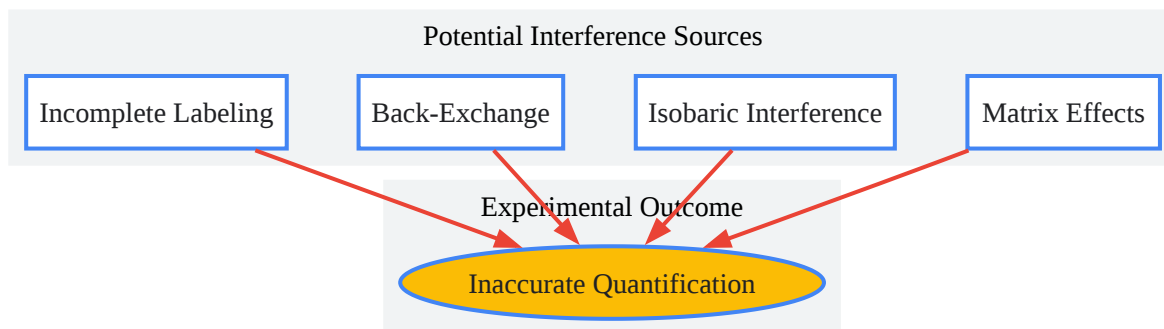 Potential Interference Sources
Incomplete Labeling
Back-Exchange
Isobaric Interference
Matrix Effects
Experimental Outcome
Inaccurate Quantification